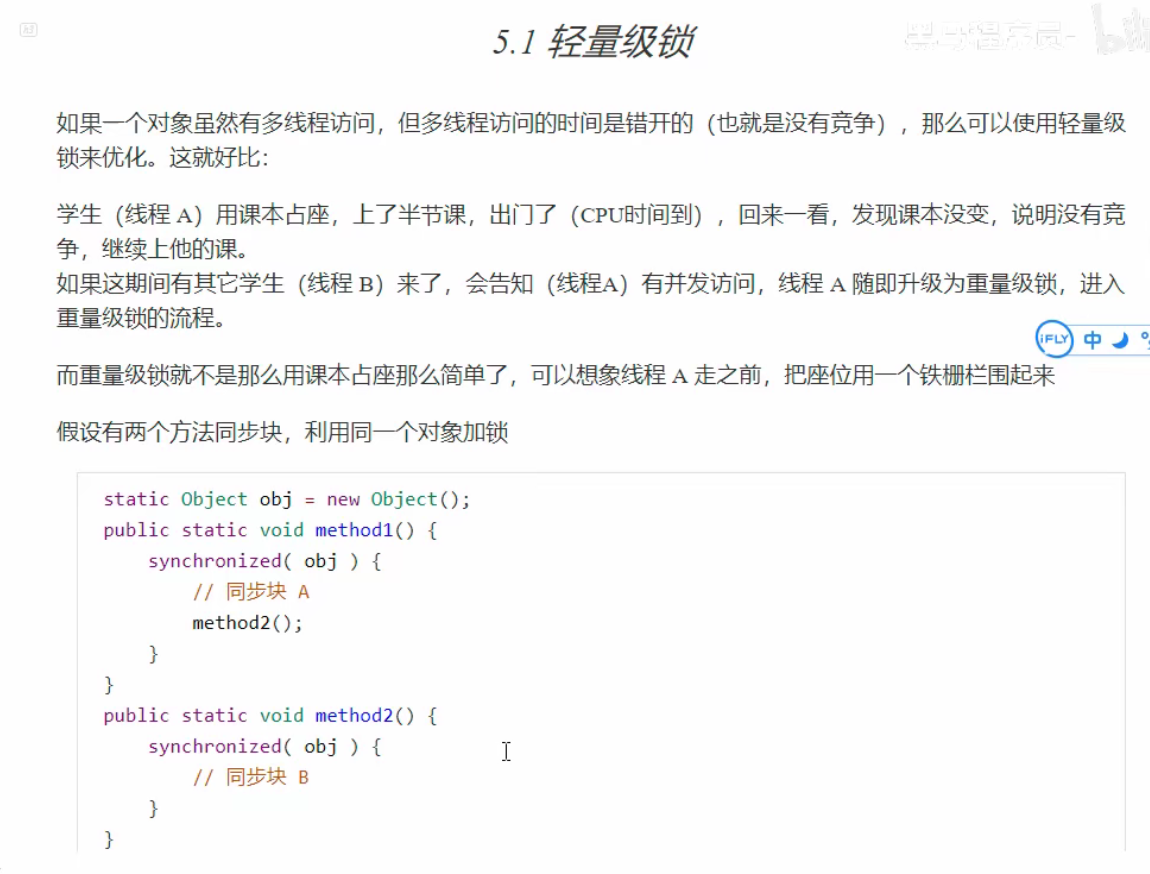 5.1 轻量级锁
黑马程序员-
如果一个对象虽然有多线程访问，但多线程访问的时间是错开的（也就是没有竞争），那么可以使用轻量级
锁来优化。这就好比：
学生（线程 A）用课本占座，上了半节课，出门了（CPU时间到），回来一看，发现课本没变，说明没有竞
争，继续上他的课。
如果这期间有其它学生（线程 B）来了，会告知（线程A）有并发访问，线程 A 随即升级为重量级锁，进入
重量级锁的流程。
iFLY 中
而重量级锁就不是那么用课本占座那么简单了，可以想象线程 A 走之前，把座位用一个铁栅栏围起来
假设有两个方法同步块，利用同一个对象加锁
static Object obj = new Object();
public static void method1() {
synchronized( obj ) {
// 同步块 A
method2();
}
}
public static void method2() {
synchronized( obj ) {
// 同步块 B
}
}